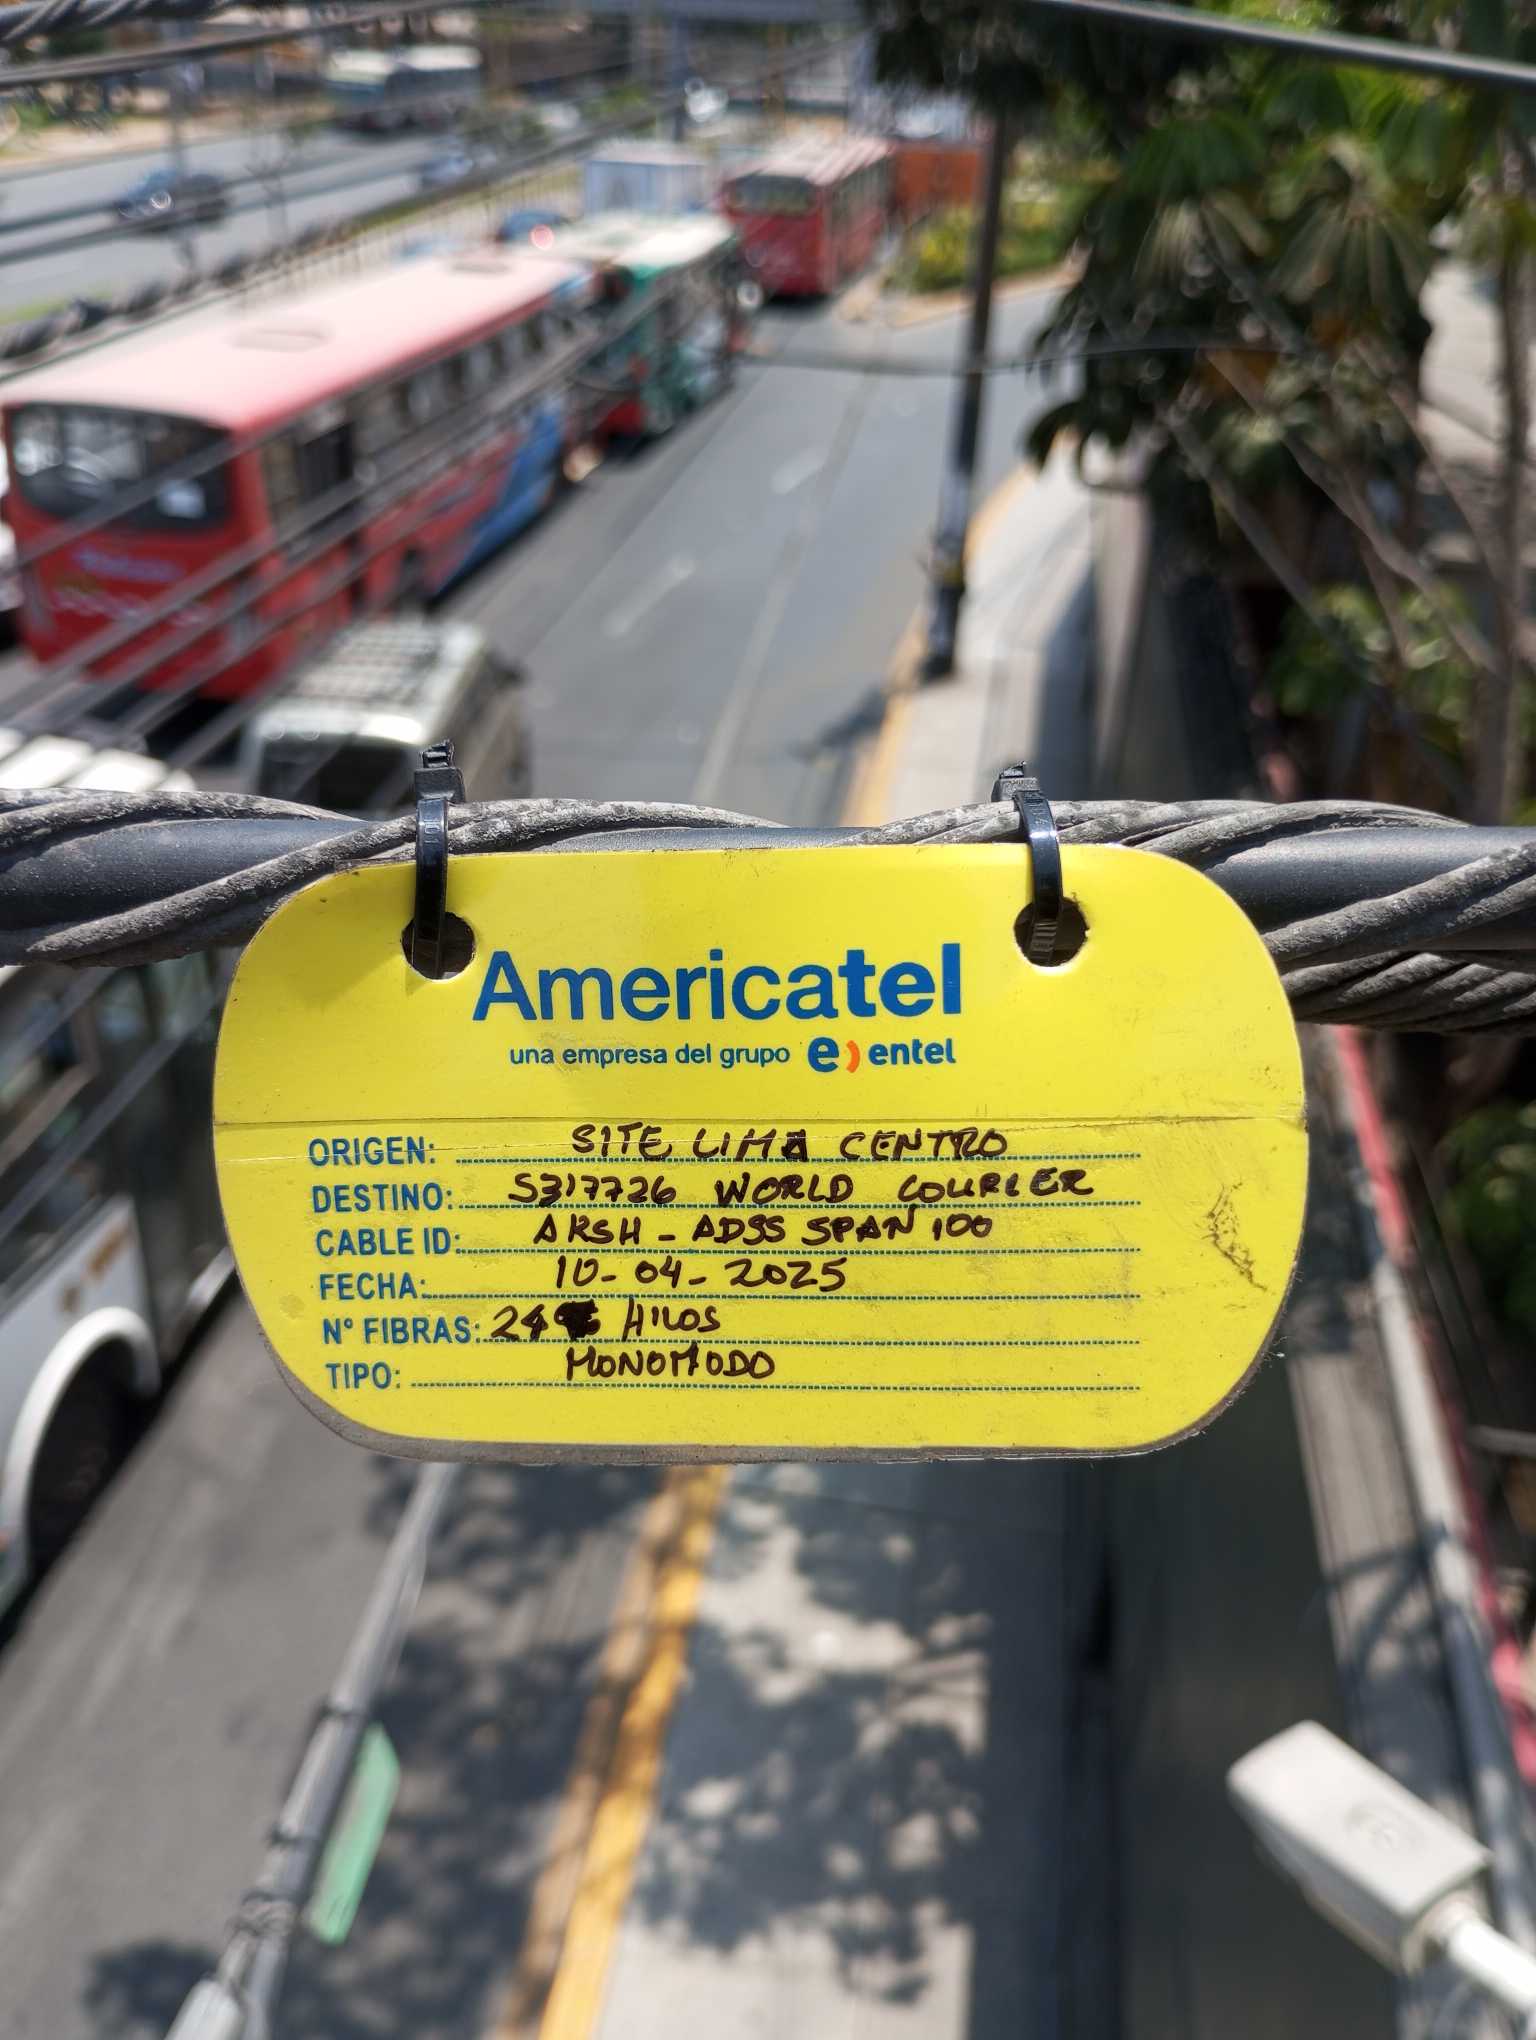 Americatel
una empresa del grupo e) entel
ORIGEN: SITE LIMA CENTRO
DESTINO: S317726 WORLD COURIER
CABLE ID: AKSH - ADSS SPAN 100
FECHA: 10-04-2025
N° FIBRAS: 24 HILOS
TIPO: MONOMODO